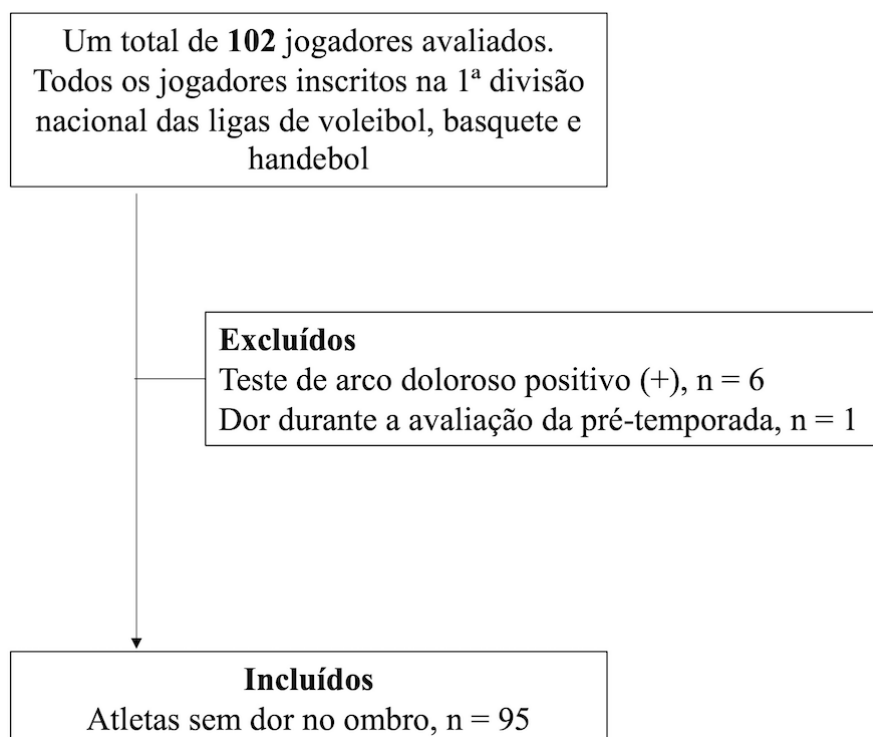 Um total de 102 jogadores avaliados.
Todos os jogadores inscritos na 1ª divisão
nacional das ligas de voleibol, basquete e
handebol
Excluídos
Teste de arco doloroso positivo (+), n = 6
Dor durante a avaliação da pré-temporada, n = 1
Incluídos
Atletas sem dor no ombro, n = 95